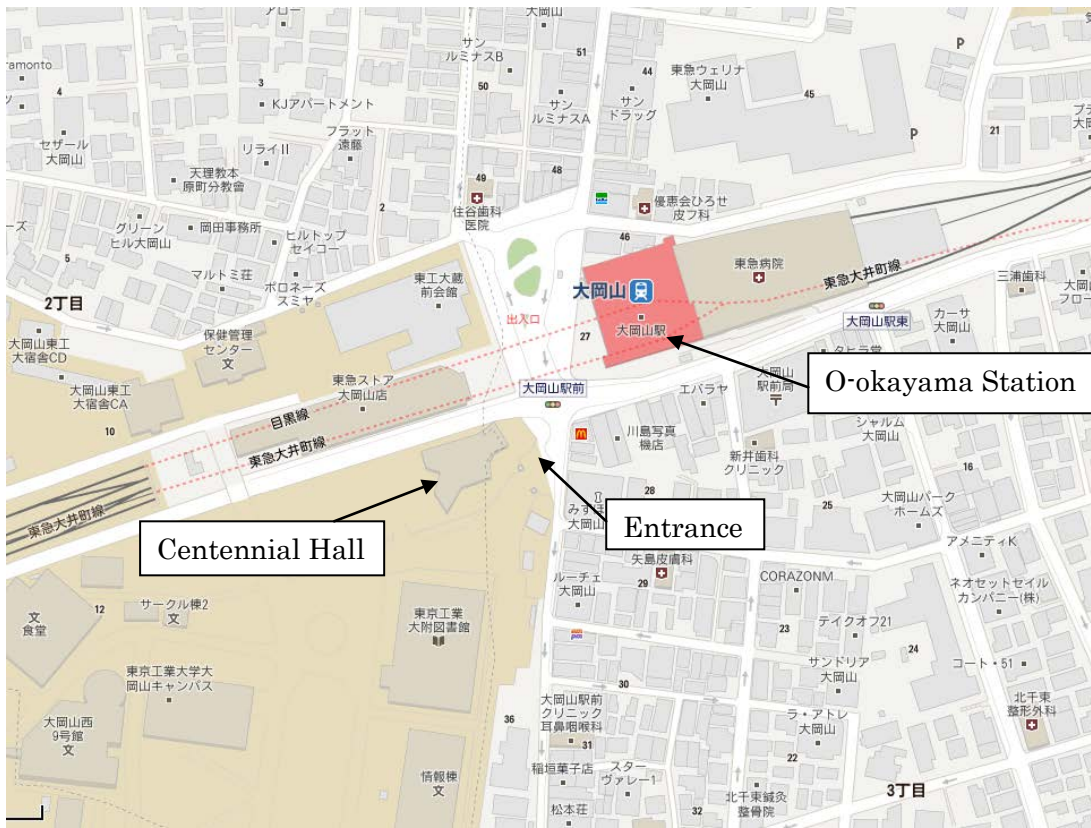 アロー
大岡山
サン
ルミナスB
51
44
P
ramonto
4
3
50
サン
ルミナスA
サン
ドラッグ
東急ウェリナ
大岡山
45
KJアパートメント
P
21
セザール
大岡山
リライⅡ
フラット
遠藤
天理教本
原町分教會
2
49
48
住谷歯科
医院
優恵会ひろせ
皮フ科
グリーン
ヒル大岡山
岡田事務所
ヒルトップ
セイコー
46
5
マルトミ荘
ボロネーズ
スミヤ
東工大蔵
前会館
東急病院
東急大井町線
三浦歯科
大岡山
2丁目
大岡山
出入口
大岡山駅
27
大岡山駅東
カーサ
大岡山
保健管理
センター
文
大岡山東工
大宿舎CD
大岡山東工
大宿舎CA
東急ストア
大岡山店
大岡山駅前
エバラヤ
大岡山
駅前局
O-okayama Station
10
目黒線
東急大井町線
川島写真
機店
新井歯科
クリニック
シャルム
大岡山
16
東急大井町線
28
25
大岡山パーク
ホームズ
Centennial Hall
Entrance
大岡山
アメニティK
矢島皮膚科
29
CORAZONM
ネオセットセイル
カンパニー(株)
ルーチェ
大岡山
文
食堂
12
サークル棟2
文
東京工業
大附図書館
23
テイクオフ21
24
東京工業大学大
岡山キャンパス
サンドリア
大岡山
コート・51
30
大岡山西
9号館
文
36
大岡山駅前
クリニック
耳鼻咽喉科
31
ラ・アトレ
大岡山
北千束
整形外科
22
情報棟
文
稲垣菓子店
スター
ヴァレー1
3丁目
松本荘
32
北千束鍼灸
整骨院